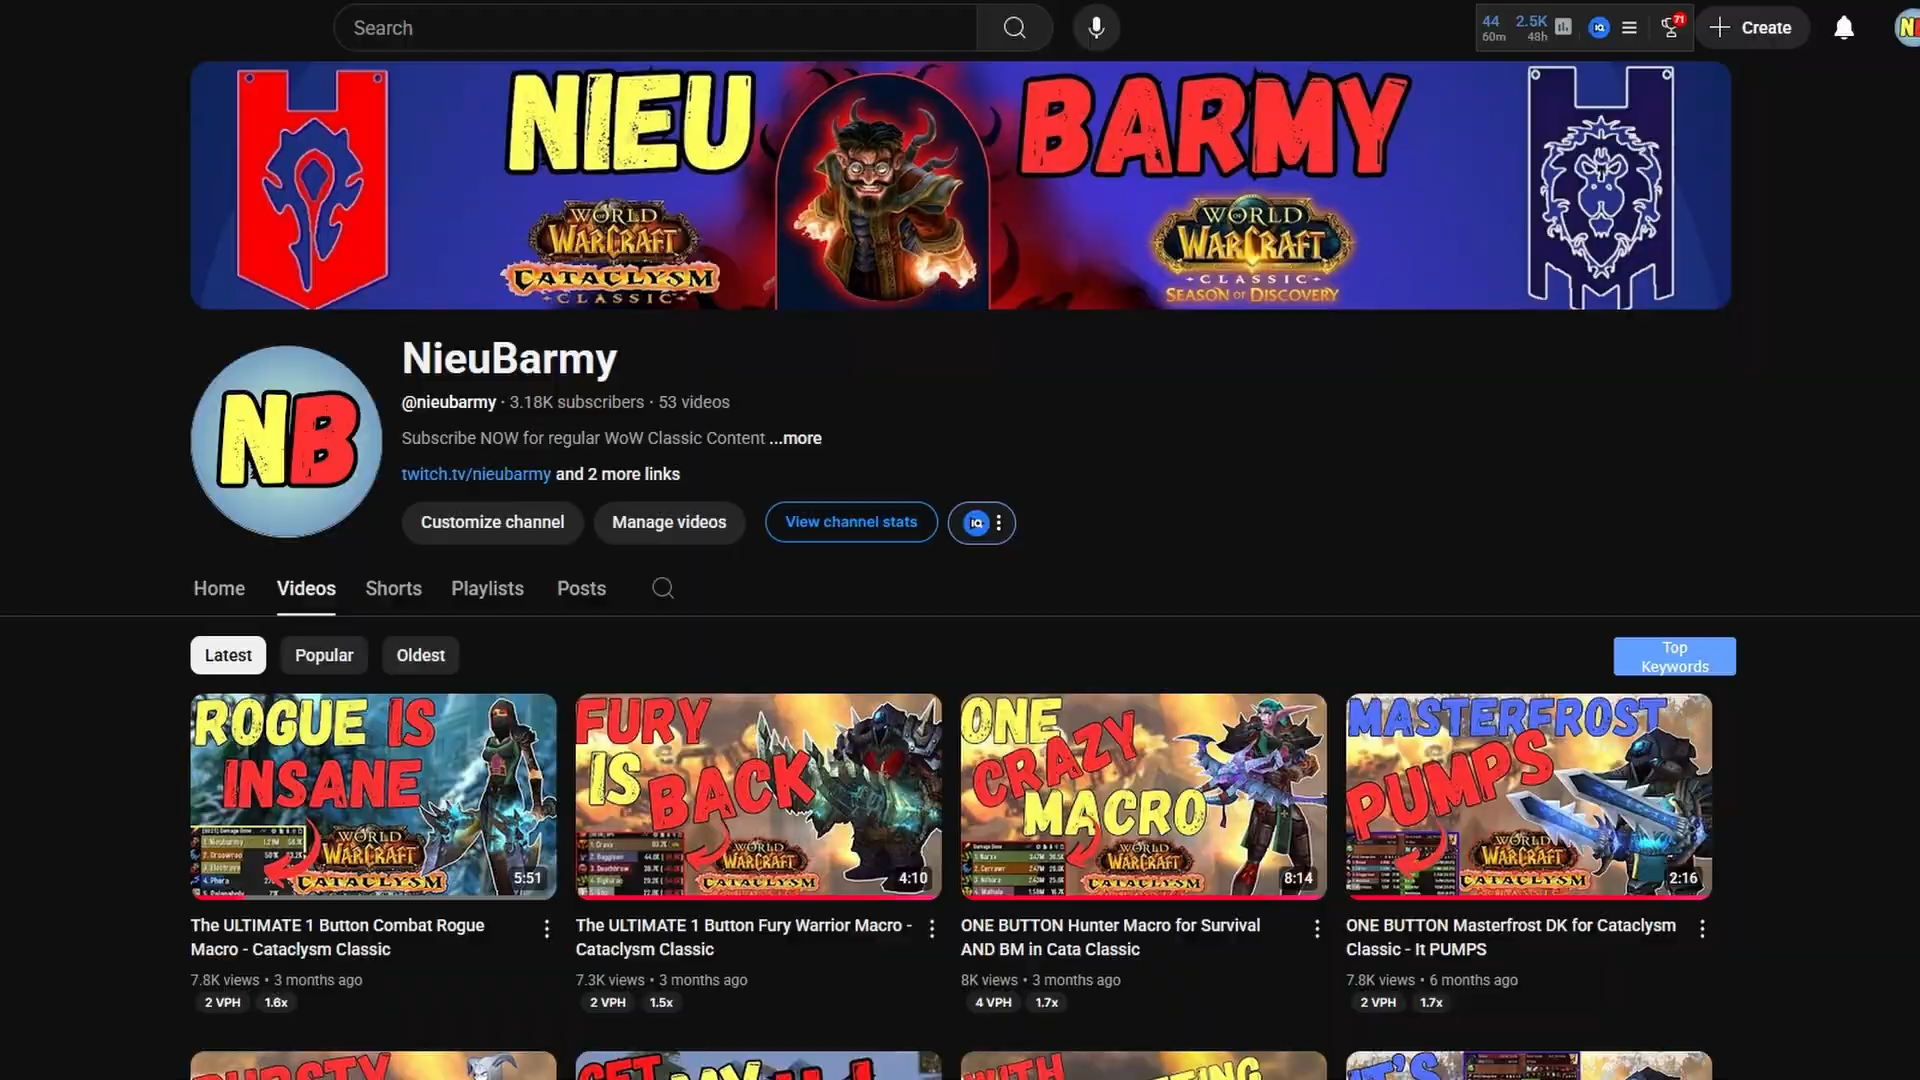 Search
44
60m
2.5K
48h
IQ
71
Create
NIEU BARMY
WORLD
WARCRAFT
CATACLYSM
CLASSIC
WORLD
WARCRAFT
CLASSIC
SEASON OF DISCOVERY
NB
NieuBarmy
@nieubarmy · 3.18K subscribers · 53 videos
Subscribe NOW for regular WoW Classic Content ...more
twitch.tv/nieubarmy and 2 more links
Customize channel
Manage videos
View channel stats
IQ
Home
Videos
Shorts
Playlists
Posts
Latest
Popular
Oldest
Top
Keywords
ROGUE IS
INSANE
WORLD
WARCRAFT
CATACLYSM
5:51
FURY
IS BACK
WORLD
WARCRAFT
CATACLYSM
4:10
ONE
CRAZY
MACRO
WORLD
WARCRAFT
CATACLYSM
8:14
MASTERFROST
PUMPS
WORLD
WARCRAFT
CATACLYSM
2:16
The ULTIMATE 1 Button Combat Rogue
Macro - Cataclysm Classic
7.8K views • 3 months ago
2 VPH
1.6x
The ULTIMATE 1 Button Fury Warrior Macro -
Cataclysm Classic
7.3K views • 3 months ago
2 VPH
1.5x
ONE BUTTON Hunter Macro for Survival
AND BM in Cata Classic
8K views • 3 months ago
4 VPH
1.7x
ONE BUTTON Masterfrost DK for Cataclysm
Classic - It PUMPS
7.8K views • 6 months ago
2 VPH
1.7x
GET
WITH
IT'S